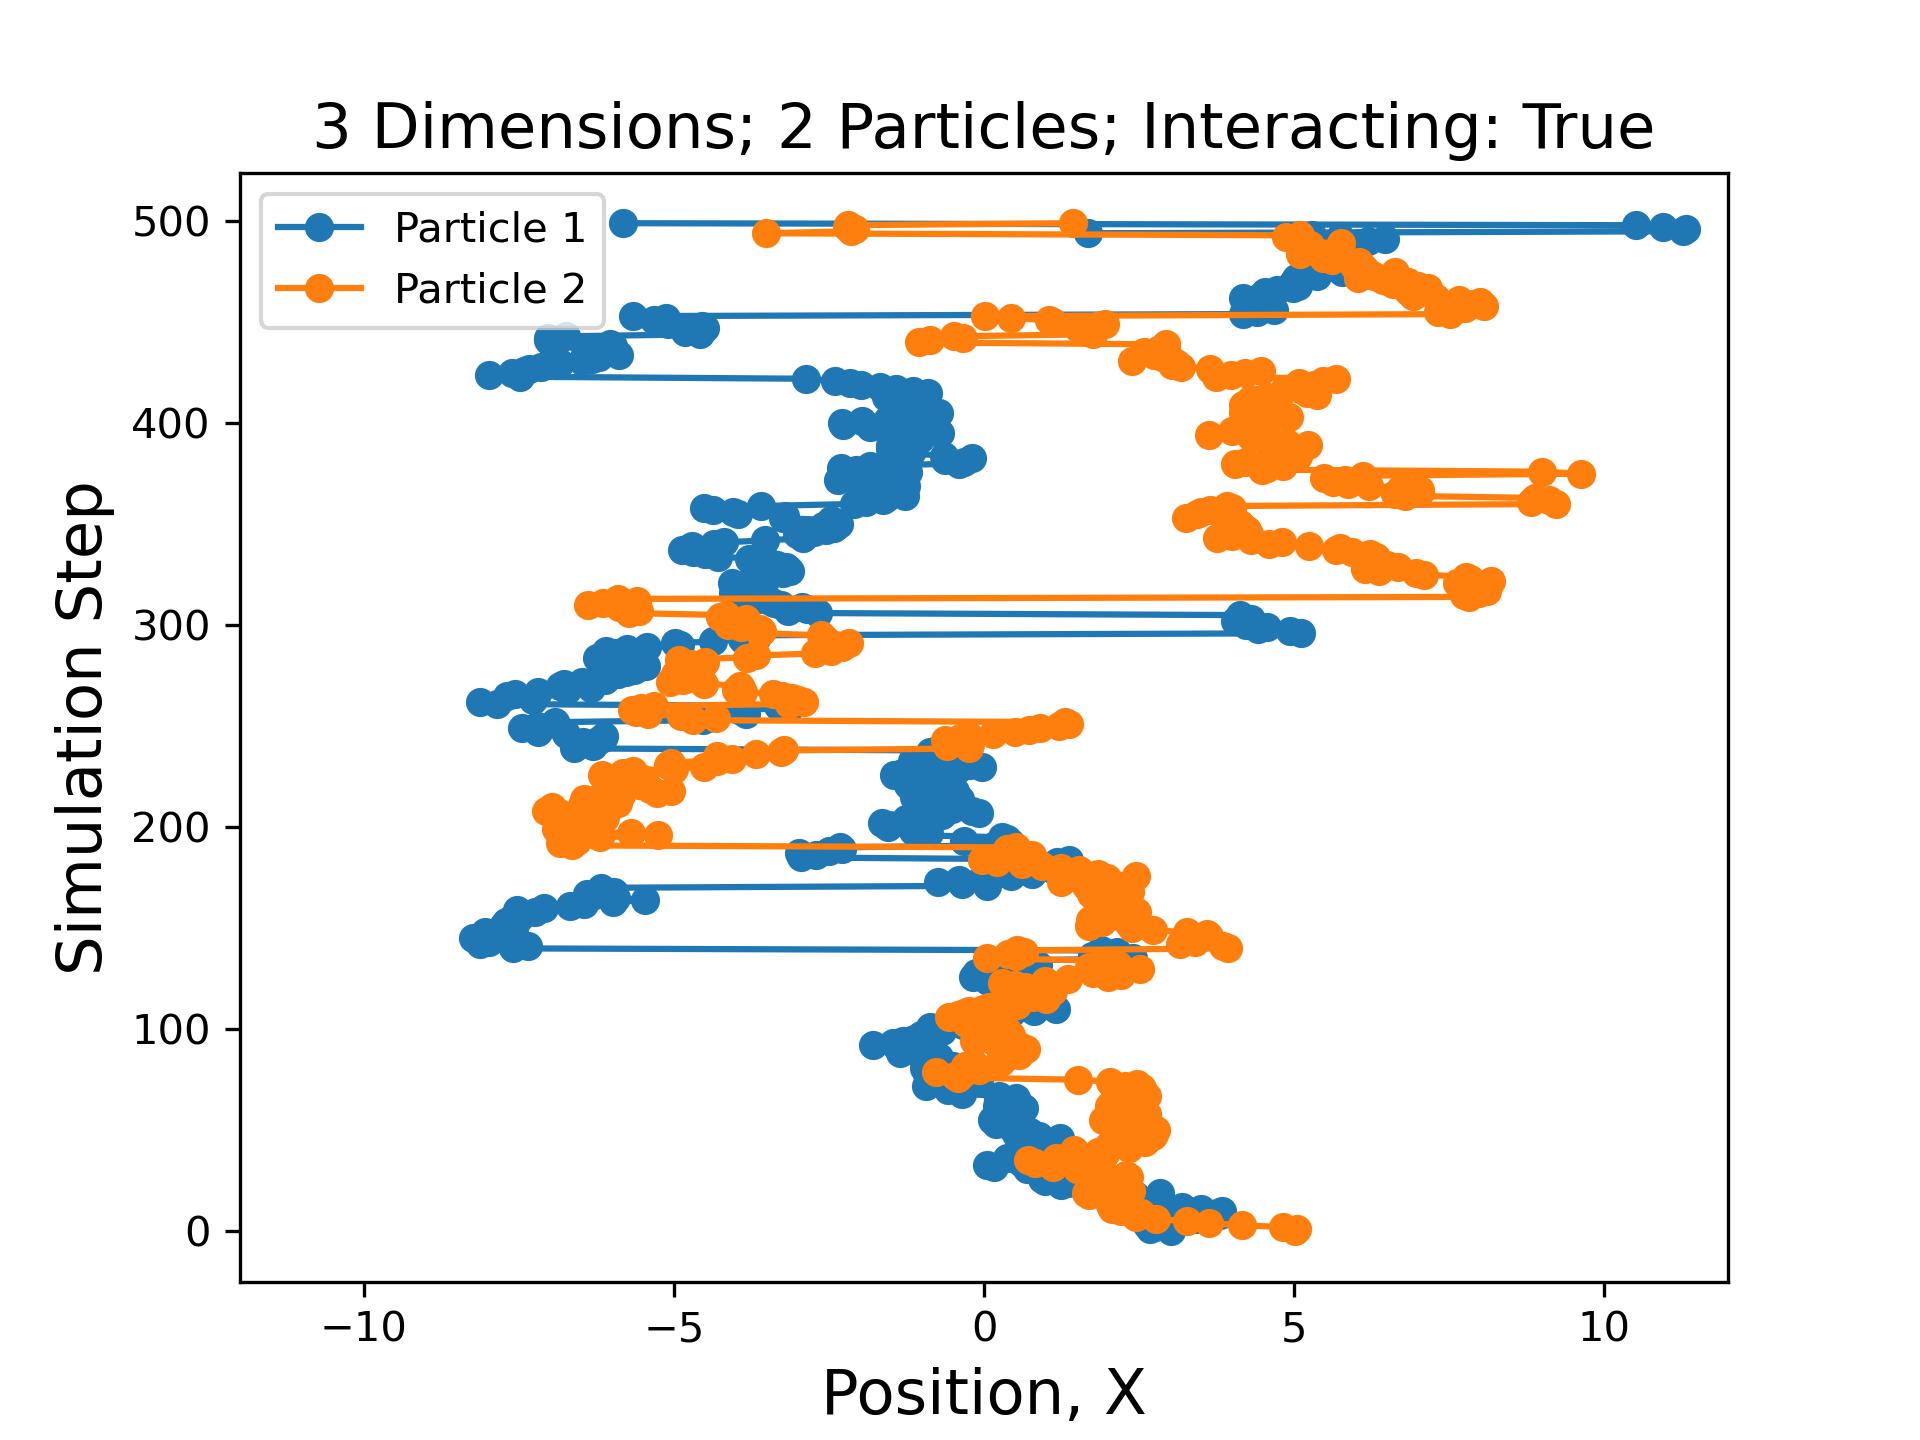 3 Dimensions; 2 Particles; Interacting: True
Particle 1
Particle 2
Simulation Step
500
400
300
200
100
0
−10
−5
0
5
10
Position, X